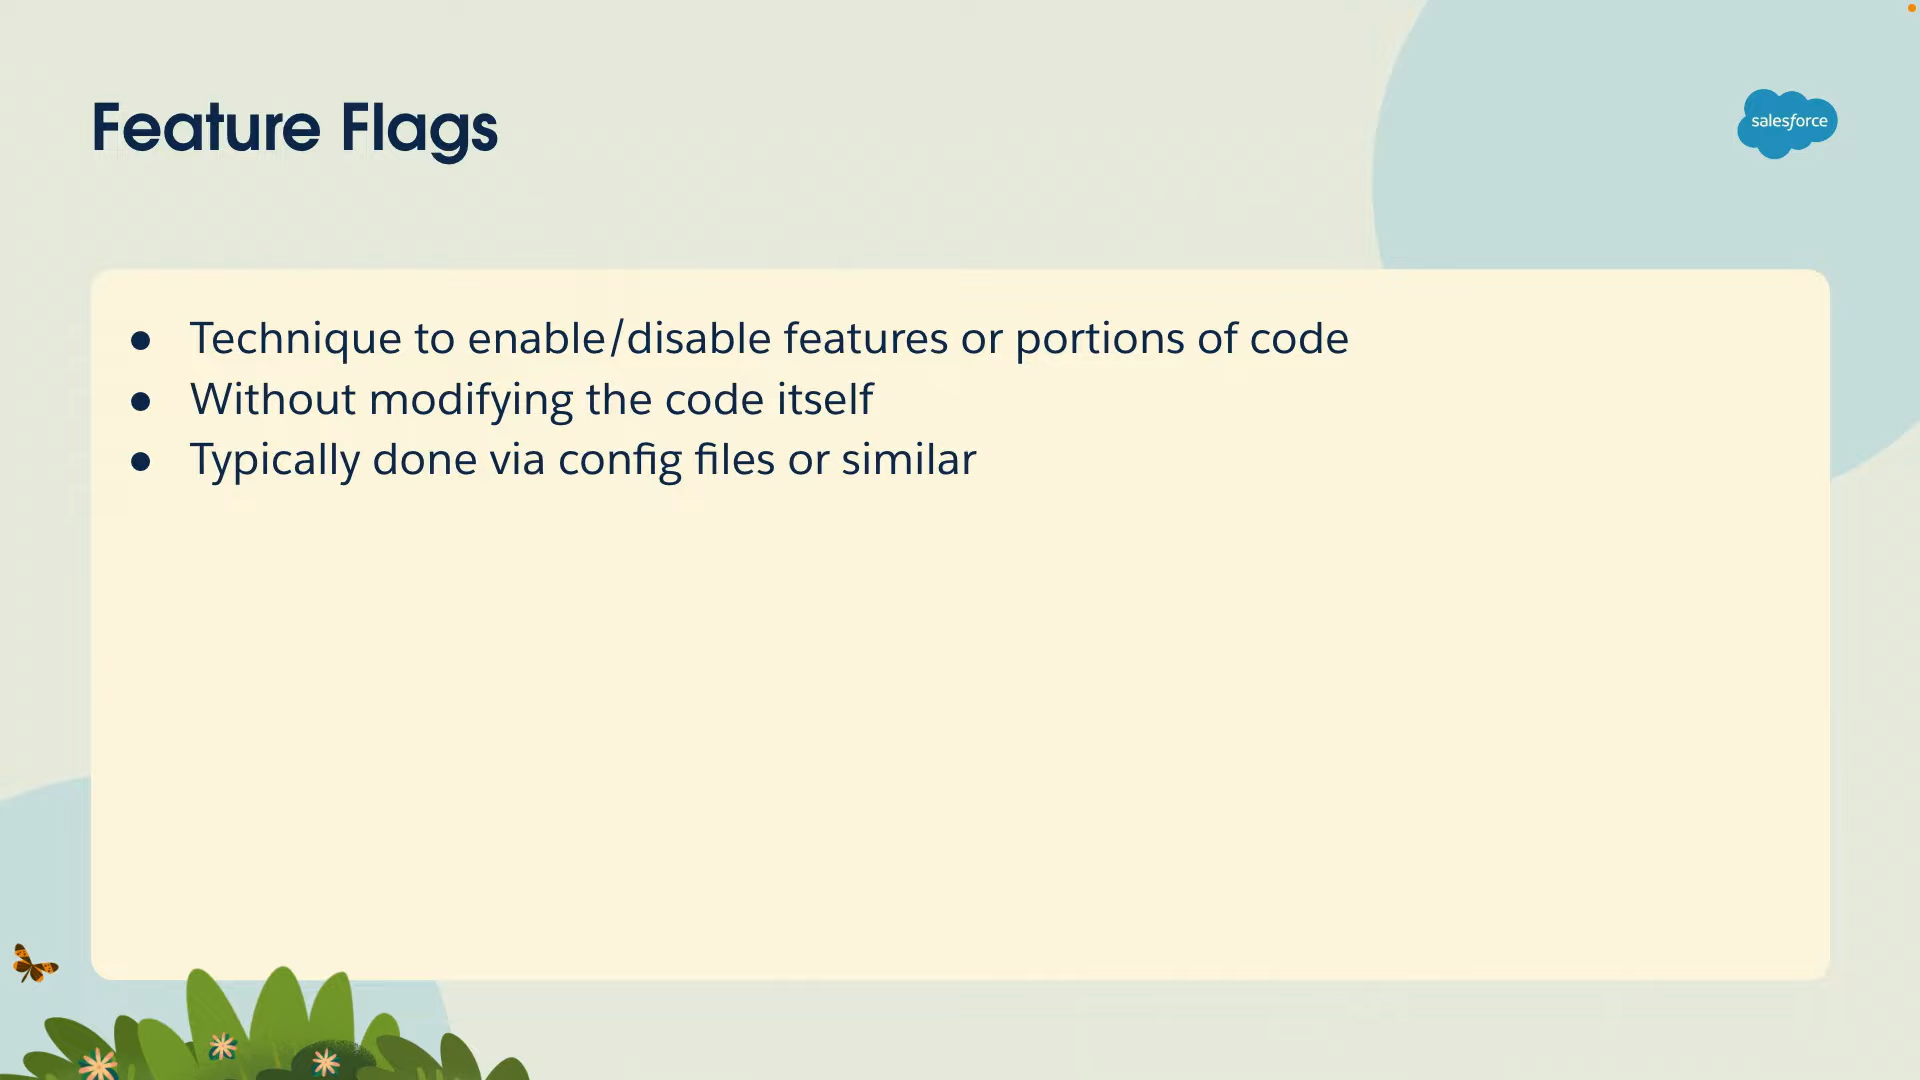 Feature Flags
salesforce
● Technique to enable/disable features or portions of code
● Without modifying the code itself
● Typically done via config files or similar